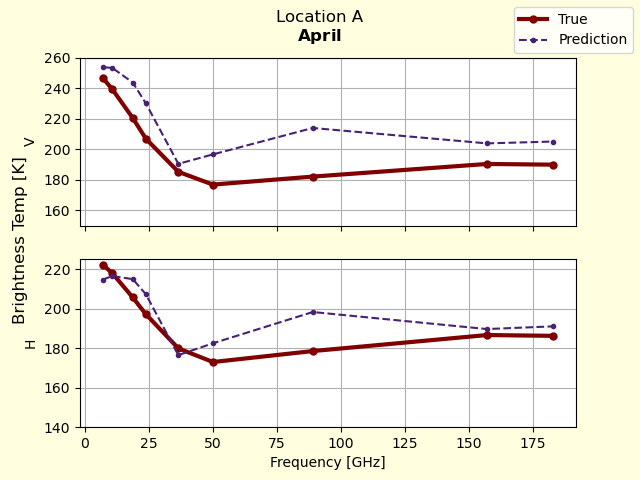 Location A
April
True
Prediction
Brightness Temp [K]
V
260
240
220
200
180
160
H
220
200
180
160
140
0 25 50 75 100 125 150 175
Frequency [GHz]